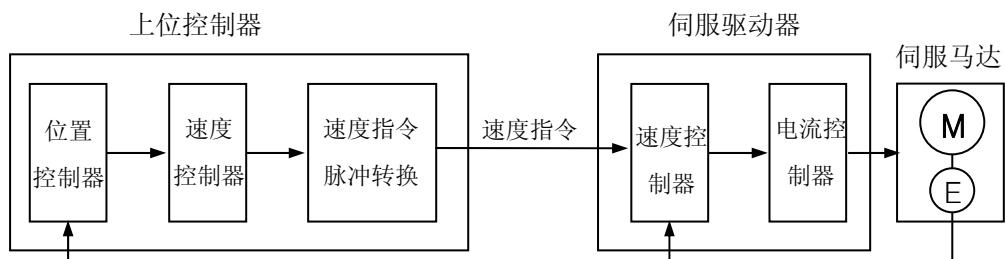 上位控制器
伺服驱动器
伺服马达
位置
控制器
速度
控制器
速度指令
脉冲转换
速度指令
速度控
制器
电流控
制器
M
E